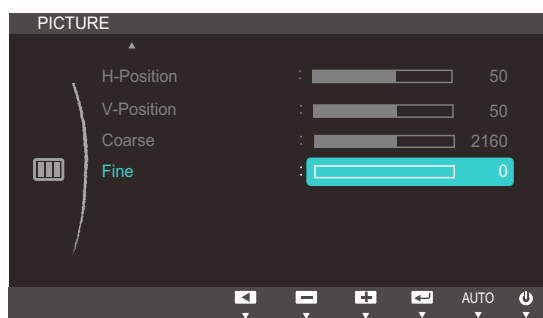 PICTURE
H-Position : 50
V-Position : 50
Coarse : 2160
Fine : 0
AUTO